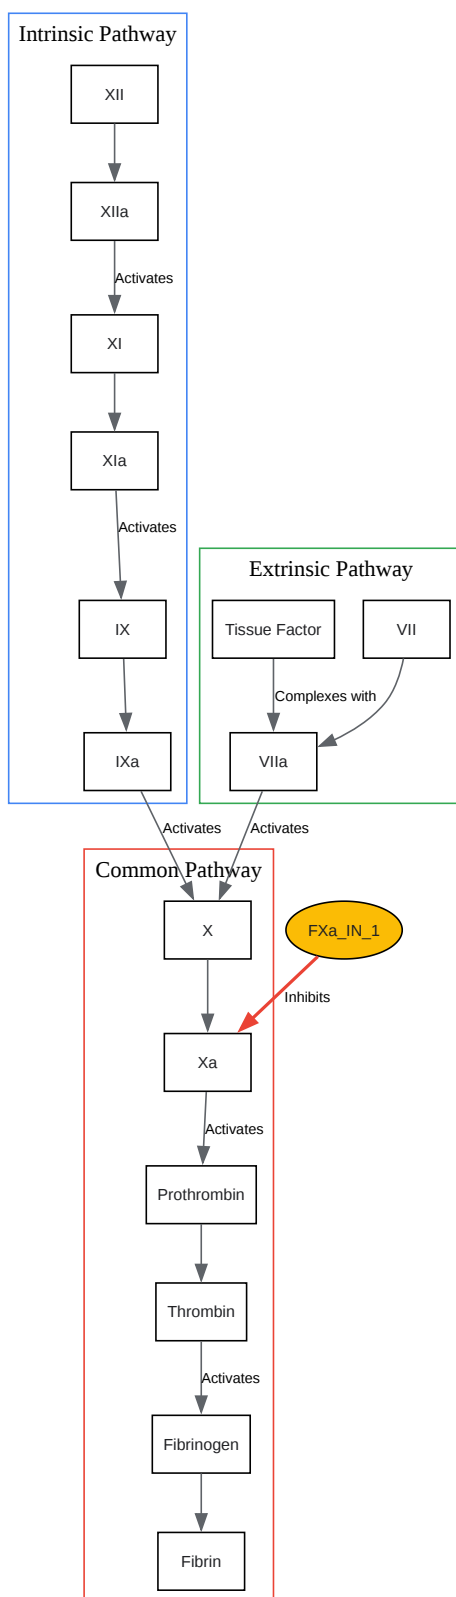 Intrinsic Pathway
XII
XIIa
Activates
XI
XIa
Activates
IX
IXa
Extrinsic Pathway
Tissue Factor
VII
Complexes with
VIIa
Activates
Activates
Common Pathway
X
FXa_IN_1
Inhibits
Xa
Activates
Prothrombin
Thrombin
Activates
Fibrinogen
Fibrin